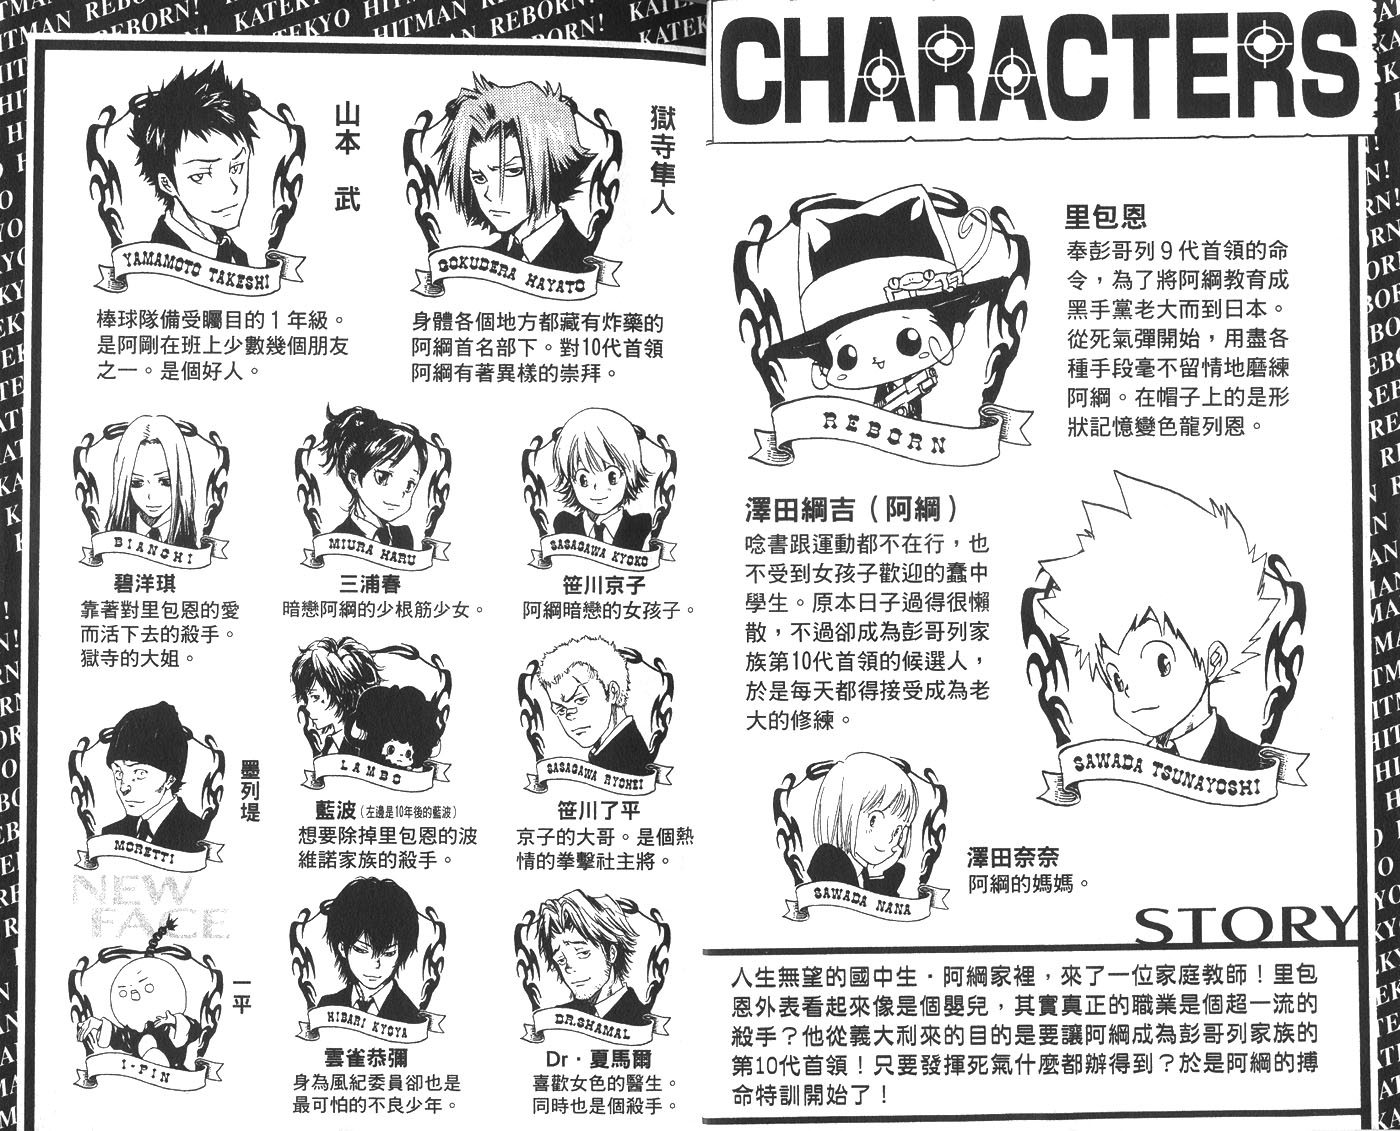 CHARACTERS
里包恩
奉彭哥列9代首領的命
令，為了將阿綱教育成
黑手黨老大而到日本。
從死氣彈開始，用盡各
種手段毫不留情地磨練
阿綱。在帽子上的是形
狀記憶變色龍列恩。
REBORN
澤田綱吉（阿綱）
唸書跟運動都不在行，也
不受到女孩子歡迎的蠢中
學生。原本日子過得很懶
散，不過卻成為彭哥列家
族第10代首領的候選人，
於是每天都得接受成為老
大的修練。
SAWADA TSUNAYOSHI
澤田奈奈
阿綱的媽媽。
SAWADA NANA
STORY
人生無望的國中生・阿綱家裡，來了一位家庭教師！里包
恩外表看起來像是個嬰兒，其實真正的職業是個超一流的
殺手？他從義大利來的目的是要讓阿綱成為彭哥列家族的
第10代首領！只要發揮死氣什麼都辦得到？於是阿綱的搏
命特訓開始了！
獄寺隼人
GOKUDERA HAYATO
身體各個地方都藏有炸藥的
阿綱首名部下。對10代首領
阿綱有著異樣的崇拜。
山本 武
YAMAMOTO TAKESHI
棒球隊備受矚目的1年級。
是阿剛在班上少數幾個朋友
之一。是個好人。
SASAGAWA KYOKO
笹川京子
阿綱暗戀的女孩子。
MIURA HARU
三浦春
暗戀阿綱的少根筋少女。
BIANCHI
碧洋琪
靠著對里包恩的愛
而活下去的殺手。
獄寺的大姐。
SASAGAWA RYOHEI
笹川了平
京子的大哥。是個熱
情的拳擊社主將。
LAMBO
藍波（左邊是10年後的藍波）
想要除掉里包恩的波
維諾家族的殺手。
墨列堤
MORETTI
DR.SHAMAL
Dr・夏馬爾
喜歡女色的醫生。
同時也是個殺手。
HIBARI KYOYA
雲雀恭彌
身為風紀委員卻也是
最可怕的不良少年。
NEW
FACE
一平
I-PIN
KATEKYO HITMAN REBORN!